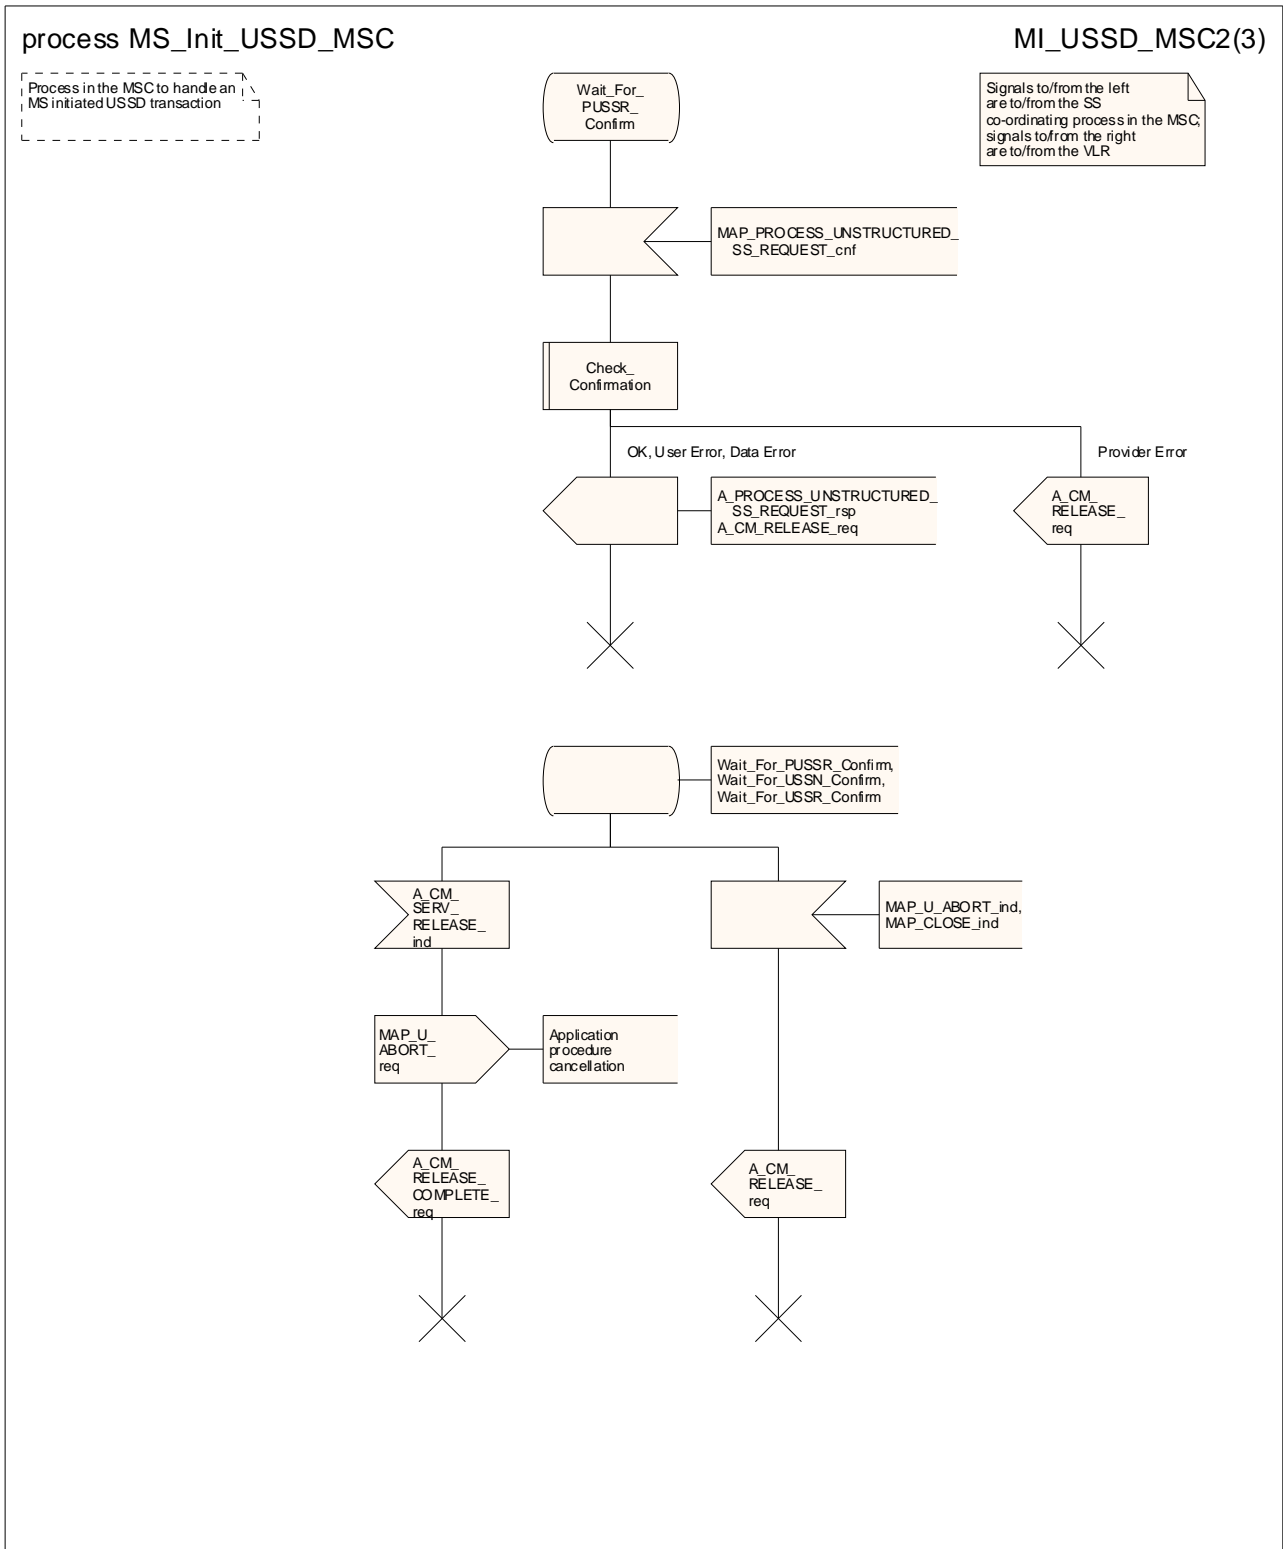 process MS_Init_USSD_MSC
MI_USSD_MSC2(3)
Process in the MSC to handle an
MS initiated USSD transaction
Wait_For_
PUSSR_
Confirm
Signals to/from the left
are to/from the SS
co-ordinating process in the MSC;
signals to/from the right
are to/from the VLR
MAP_PROCESS_UNSTRUCTURED_
SS_REQUEST_cnf
Check_
Confirmation
OK, User Error, Data Error
Provider Error
A_PROCESS_UNSTRUCTURED_
SS_REQUEST_rsp
A_CM_RELEASE_req
A_CM_
RELEASE_
req
Wait_For_PUSSR_Confirm,
Wait_For_USSN_Confirm,
Wait_For_USSR_Confirm
A_CM_
SERV_
RELEASE_
ind
MAP_U_ABORT_ind,
MAP_CLOSE_ind
MAP_U_
ABORT_
req
Application
procedure
cancellation
A_CM_
RELEASE_
COMPLETE_
req
A_CM_
RELEASE_
req